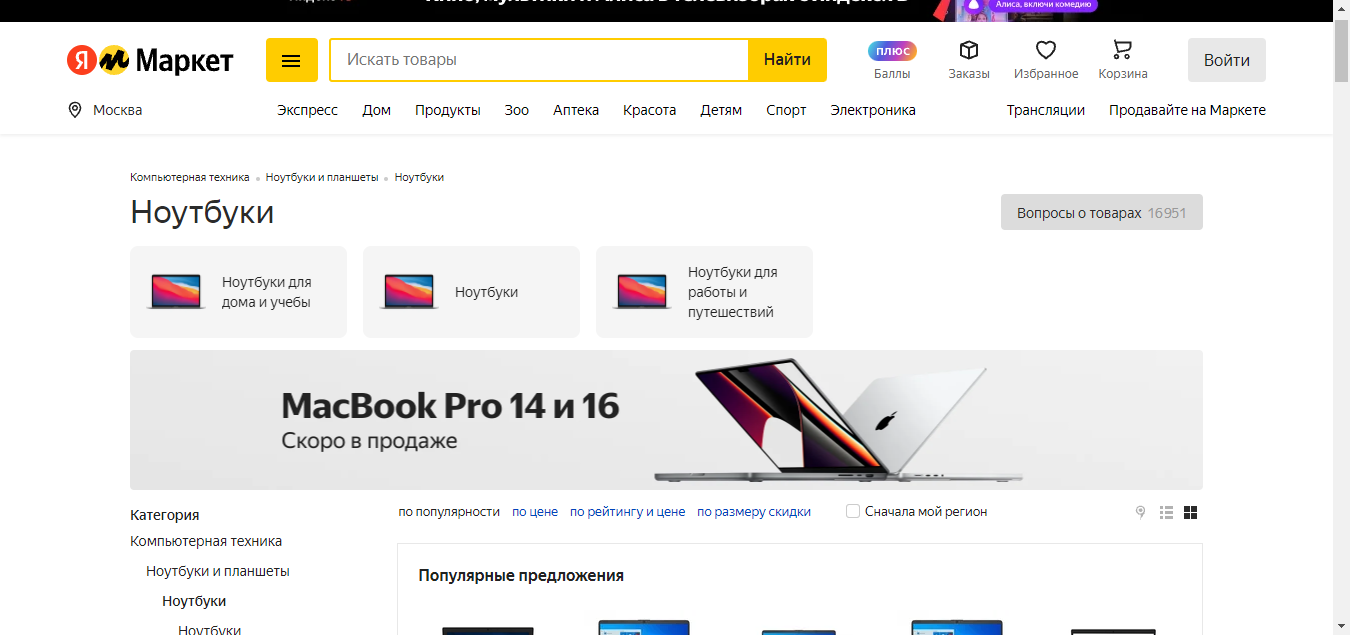 Алиса, включи комедию
Я Маркет
Искать товары
Найти
плюс
Баллы
Заказы
Избранное
Корзина
Войти
Москва
Экспресс Дом Продукты Зоо Аптека Красота Детям Спорт Электроника Трансляции Продавайте на Маркете
Компьютерная техника Ноутбуки и планшеты Ноутбуки
Ноутбуки
Вопросы о товарах 16951
Ноутбуки для
дома и учебы
Ноутбуки
Ноутбуки для
работы и
путешествий
MacBook Pro 14 и 16
Скоро в продаже
Категория
Компьютерная техника
Ноутбуки и планшеты
Ноутбуки
Ноутбуки
по популярности по цене по рейтингу и цене по размеру скидки Сначала мой регион
Популярные предложения